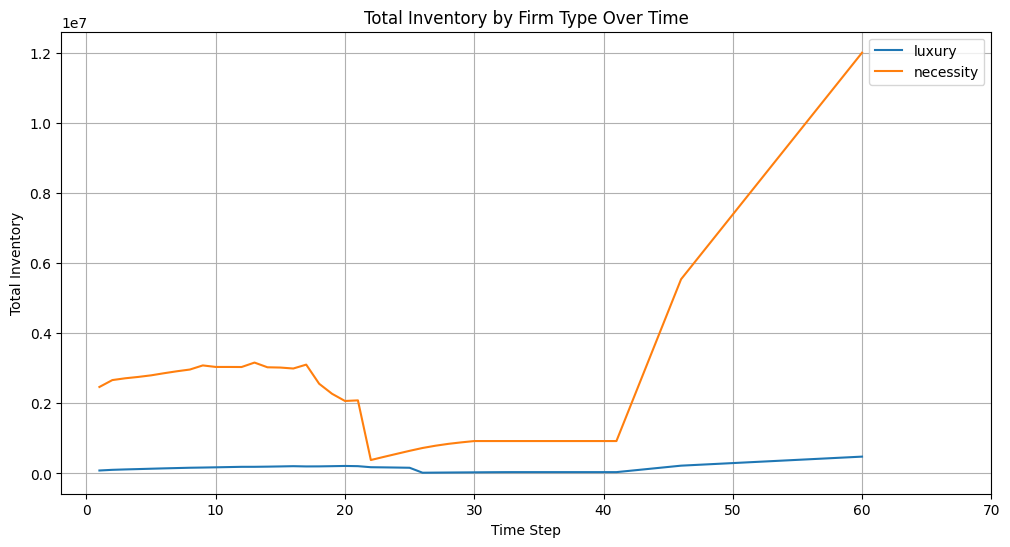 Total Inventory by Firm Type Over Time
1e7
luxury
necessity
1.2
1.0
0.8
0.6
0.4
0.2
0.0
Total Inventory
0 10 20 30 40 50 60 70
Time Step